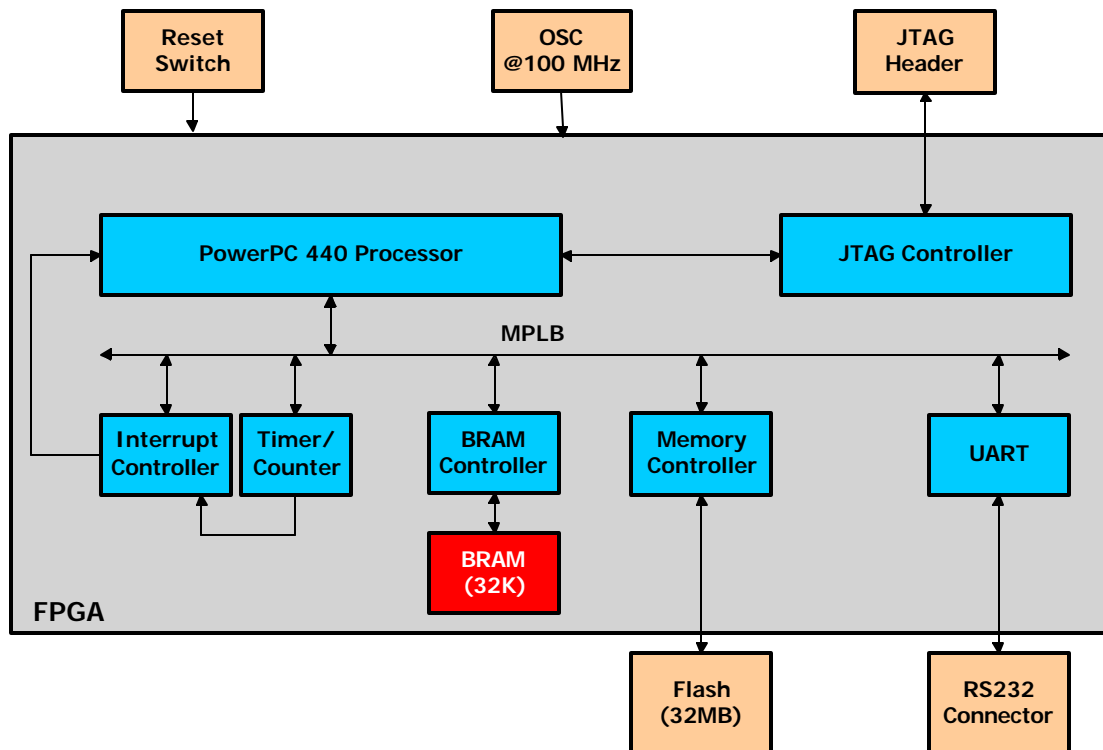 Reset
Switch
OSC
@100 MHz
JTAG
Header
PowerPC 440 Processor
JTAG Controller
MPLB
Interrupt
Controller
Timer/
Counter
BRAM
Controller
Memory
Controller
UART
BRAM
(32K)
FPGA
Flash
(32MB)
RS232
Connector